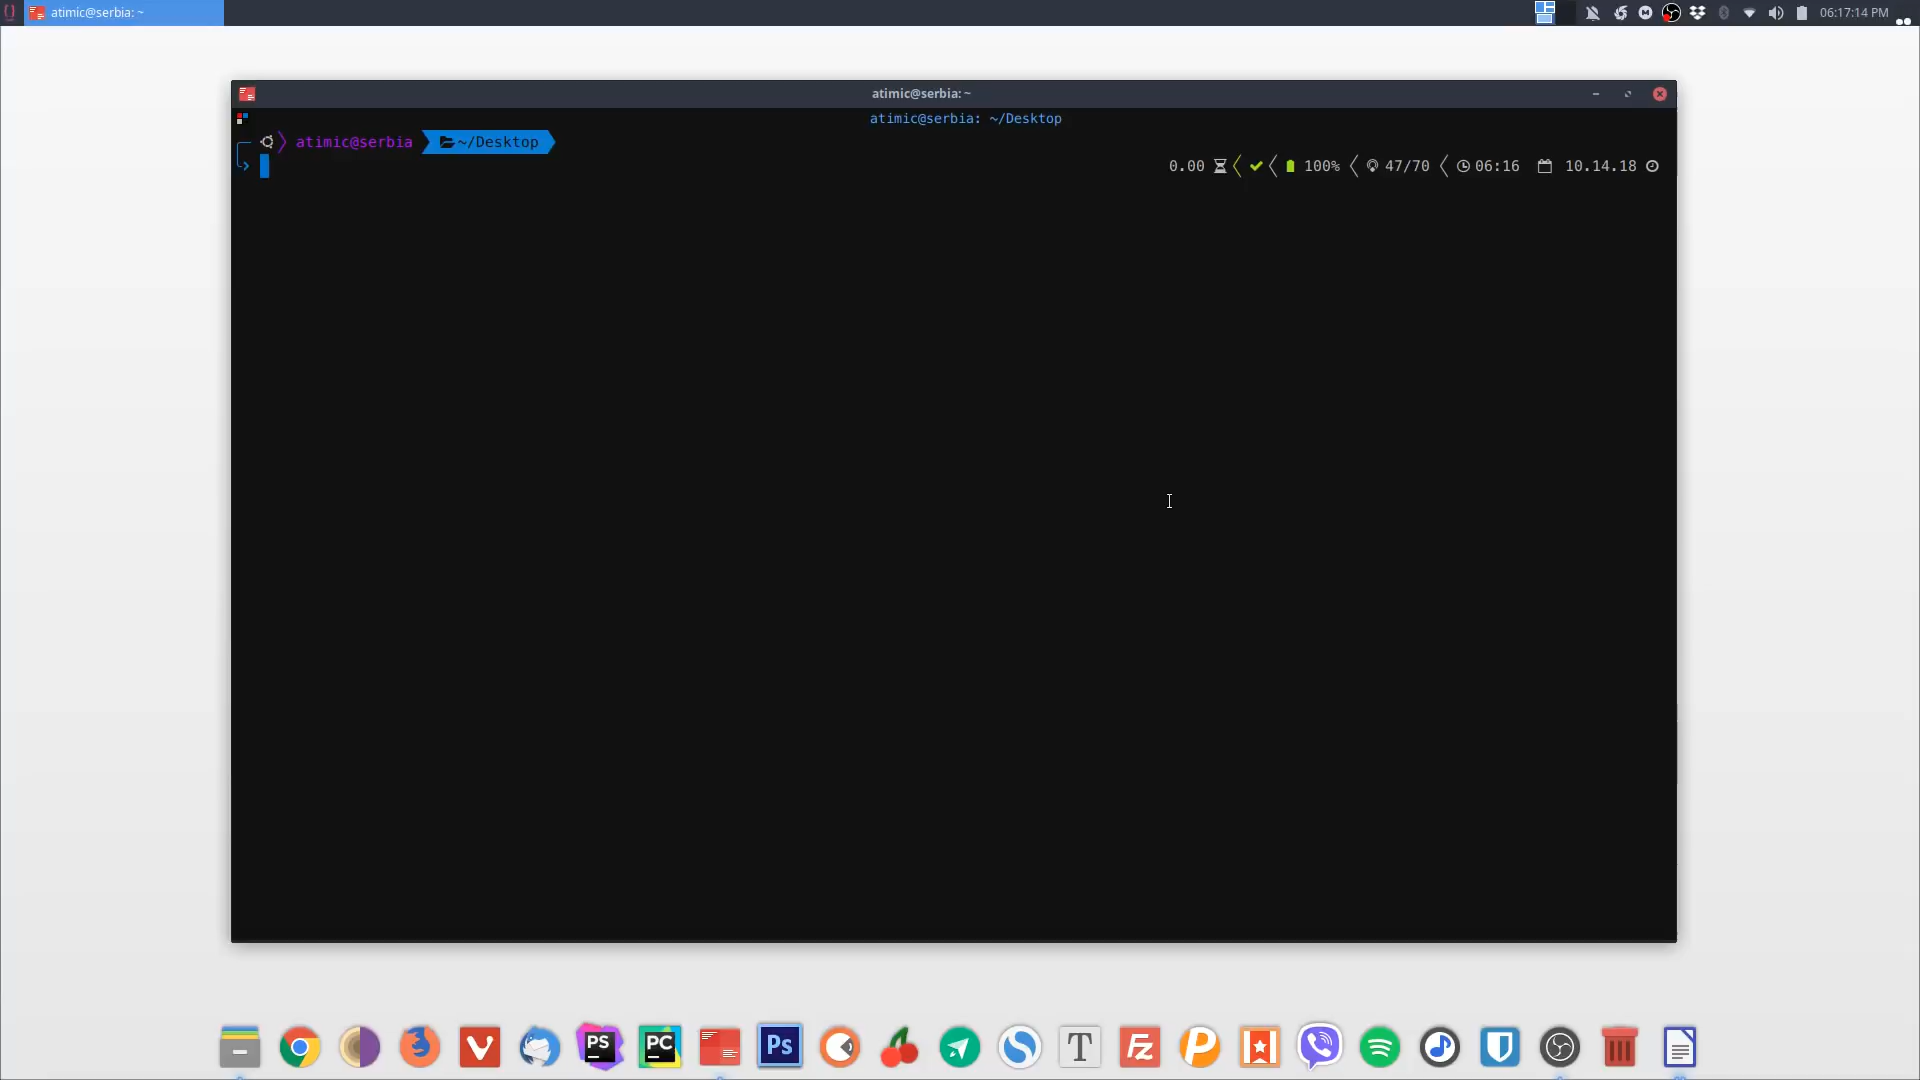 atimic@serbia: ~
06:17:14 PM
atimic@serbia: ~
atimic@serbia: ~/Desktop
atimic@serbia ~/Desktop
0.00 100% 47/70 06:16 10.14.18
PS PC Ps T Fz P